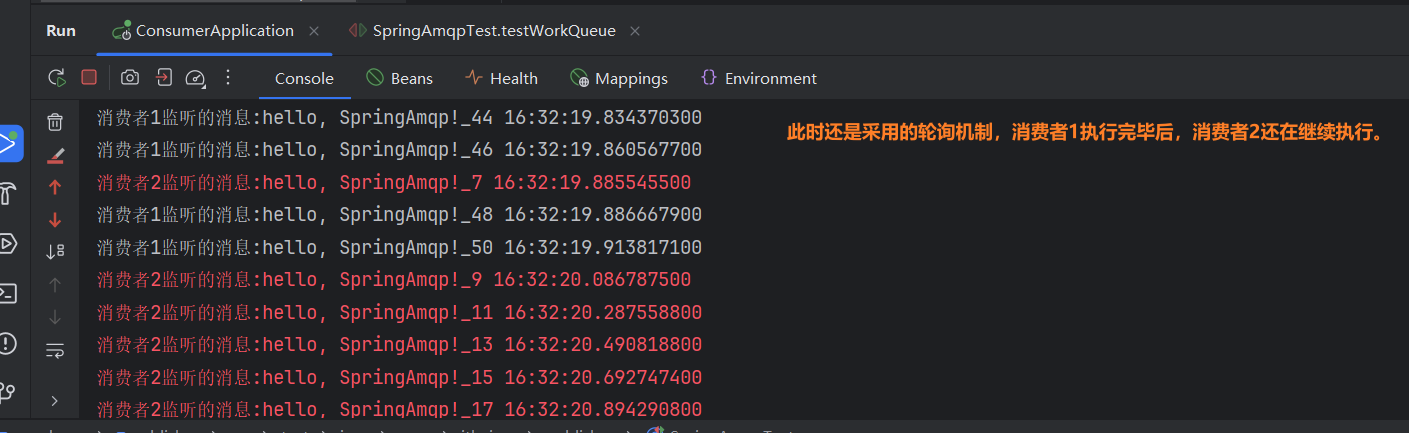 Run ConsumerApplication SpringAmqpTest.testWorkQueue
Console Beans Health Mappings Environment
消费者1监听的消息:hello, SpringAmqp!_44 16:32:19.834370300
此时还是采用的轮询机制，消费者1执行完毕后，消费者2还在继续执行。
消费者1监听的消息:hello, SpringAmqp!_46 16:32:19.860567700
消费者2监听的消息:hello, SpringAmqp!_7 16:32:19.885545500
消费者1监听的消息:hello, SpringAmqp!_48 16:32:19.886667900
消费者1监听的消息:hello, SpringAmqp!_50 16:32:19.913817100
消费者2监听的消息:hello, SpringAmqp!_9 16:32:20.086787500
消费者2监听的消息:hello, SpringAmqp!_11 16:32:20.287558800
消费者2监听的消息:hello, SpringAmqp!_13 16:32:20.490818800
消费者2监听的消息:hello, SpringAmqp!_15 16:32:20.692747400
消费者2监听的消息:hello, SpringAmqp!_17 16:32:20.894290800